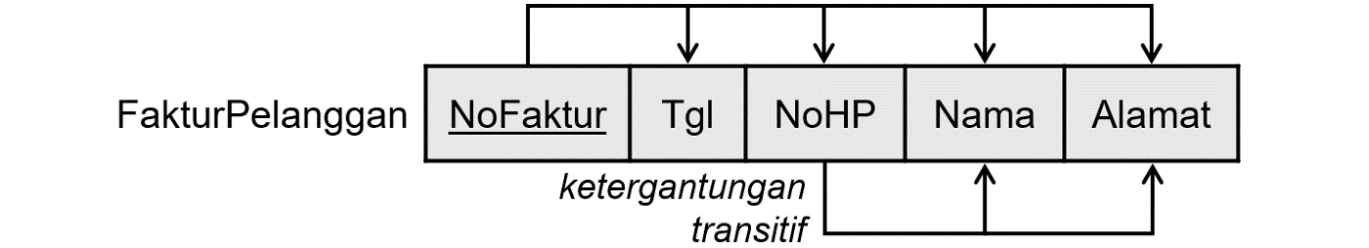 FakturPelanggan NoFaktur Tgl NoHP Nama Alamat
ketergantungan
transitif